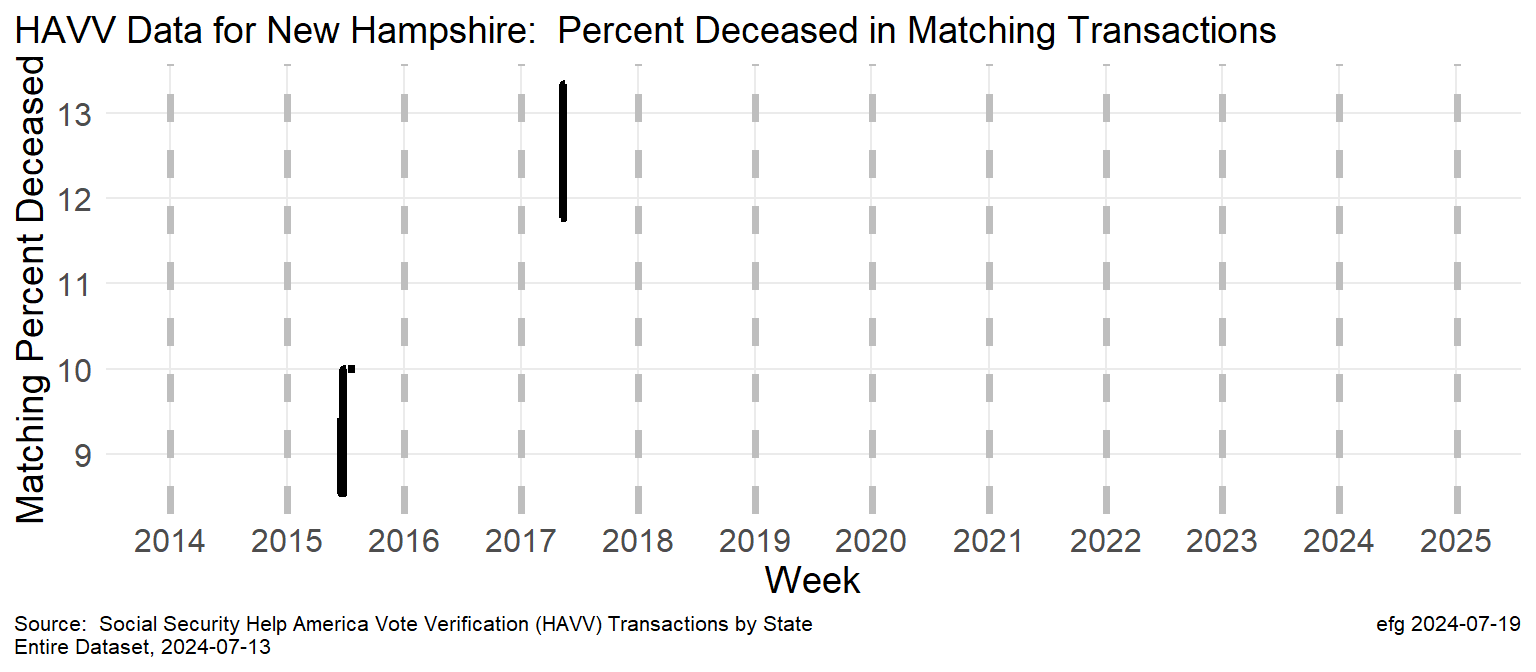 HAVV Data for New Hampshire:  Percent Deceased in Matching Transactions
Matching Percent Deceased
13
12
11
10
9
2014 2015 2016 2017 2018 2019 2020 2021 2022 2023 2024 2025
Week
Source:  Social Security Help America Vote Verification (HAVV) Transactions by State
Entire Dataset, 2024-07-13
efg 2024-07-19